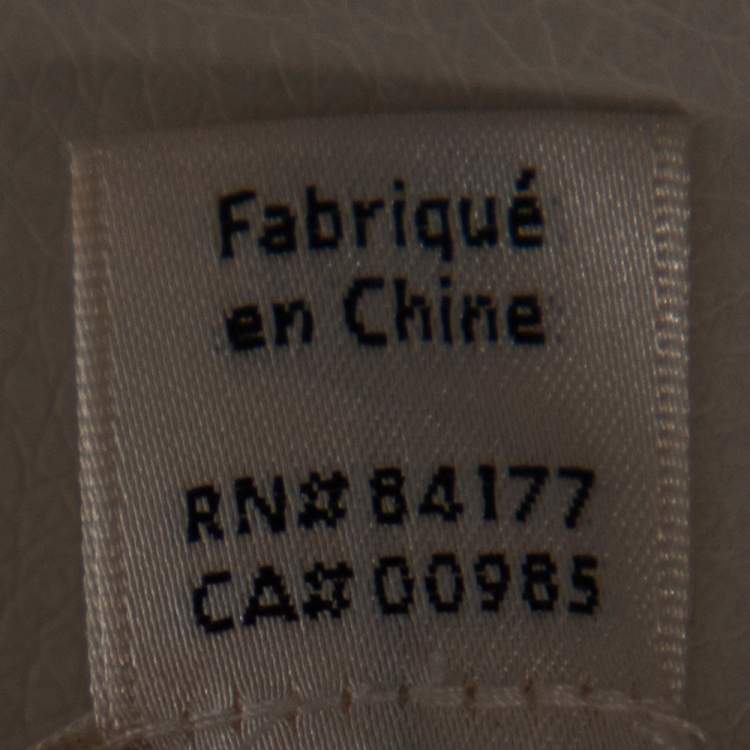 Fabriqué
en Chine
RN# 84177
CA# 00985